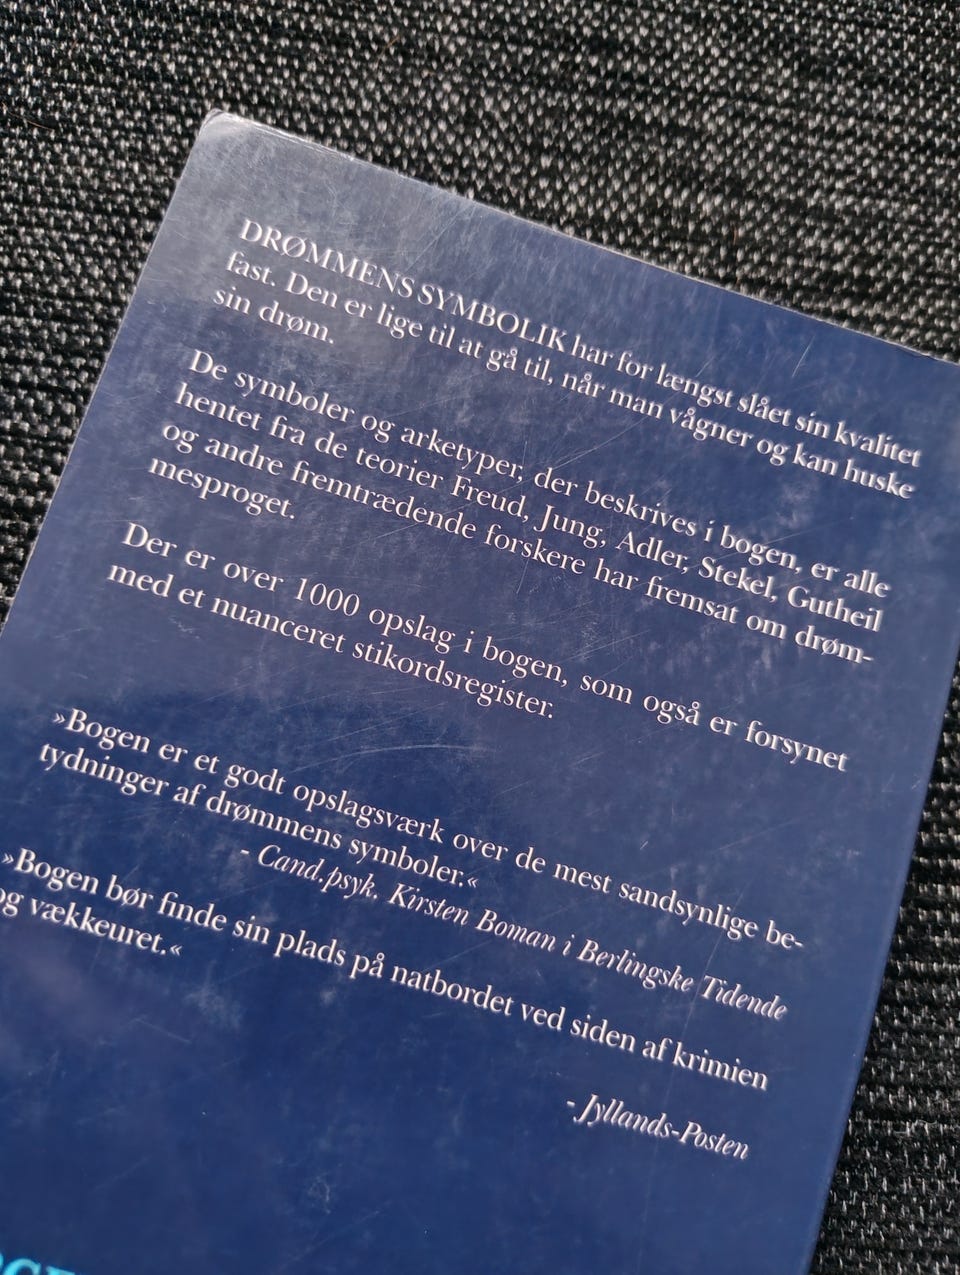 DRØMMENS SYMBOLIK har for længst slået sin kvalitet
fast. Den er lige til at gå til, når man vågner og kan huske
sin drøm.
De symboler og arketyper, der beskrives i bogen, er alle
hentet fra de teorier Freud, Jung, Adler, Stekel, Gutheil
og andre fremtrædende forskere har fremsat om drøm-
mesproget.
Der er over 1000 opslag i bogen, som også er forsynet
med et nuanceret stikordsregister.
»Bogen er et godt opslagsværk over de mest sandsynlige be-
tydninger af drømmens symboler.«
- Cand.psyk. Kirsten Boman i Berlingske Tidende
»Bogen bør finde sin plads på natbordet ved siden af krimien
og vækkeuret.«
- Jyllands-Posten